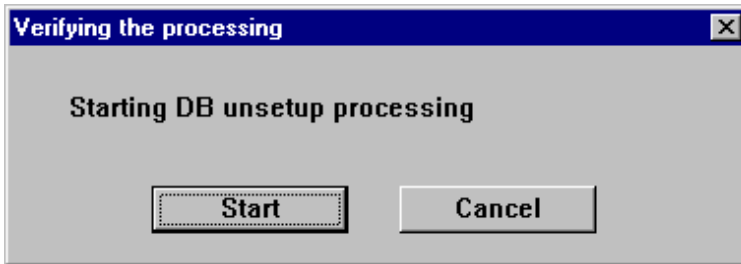 Verifying the processing
Starting DB unsetup processing
Start Cancel